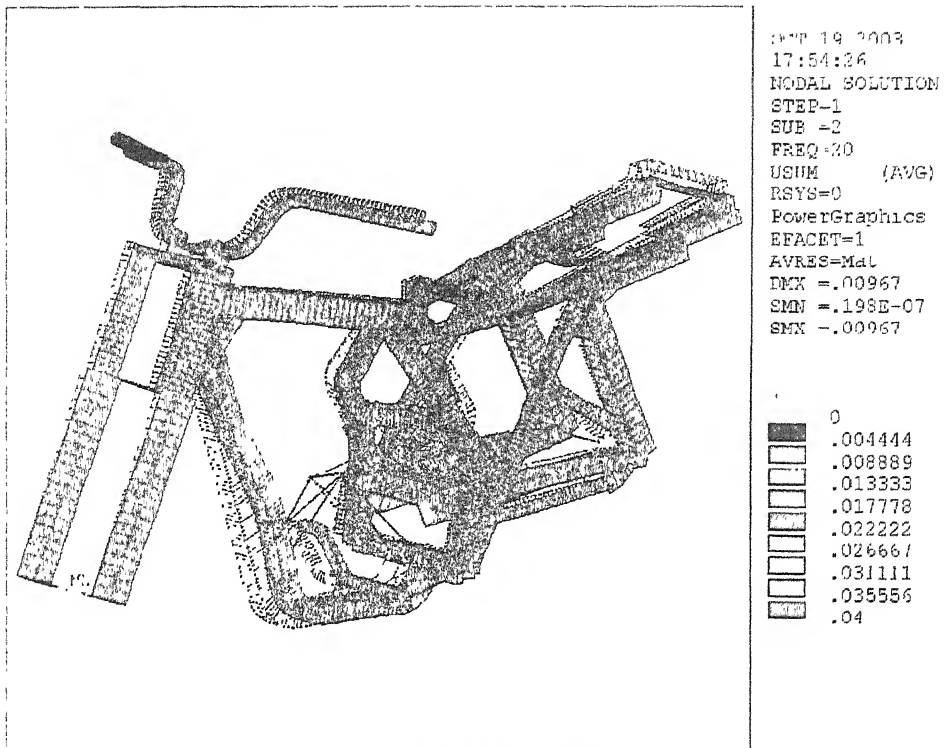 19 2003
17:54:26
NODAL SOLUTION
STEP=1
SUB =2
FREQ=20
USUM (AVG)
RSYS=0
PowerGraphics
EFACET=1
AVRES=Mat
DMX =.00967
SMN =.198E-07
SMX =.00967
0
.004444
.008889
.013333
.017778
.022222
.026667
.031111
.035556
.04